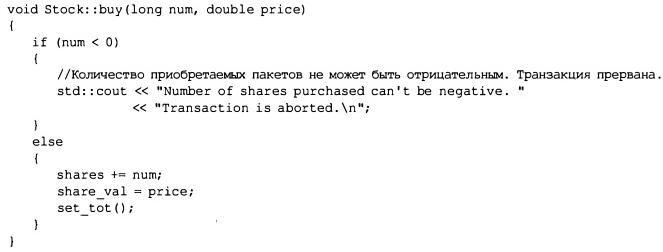 void Stock::buy(long num, double price)
{
if (num < 0)
{
//Количество приобретаемых пакетов не может быть отрицательным. Транзакция прервана.
std::cout << "Number of shares purchased can't be negative. "
<< "Transaction is aborted.\n";
}
else
{
shares += num;
share_val = price;
set_tot();
}
}